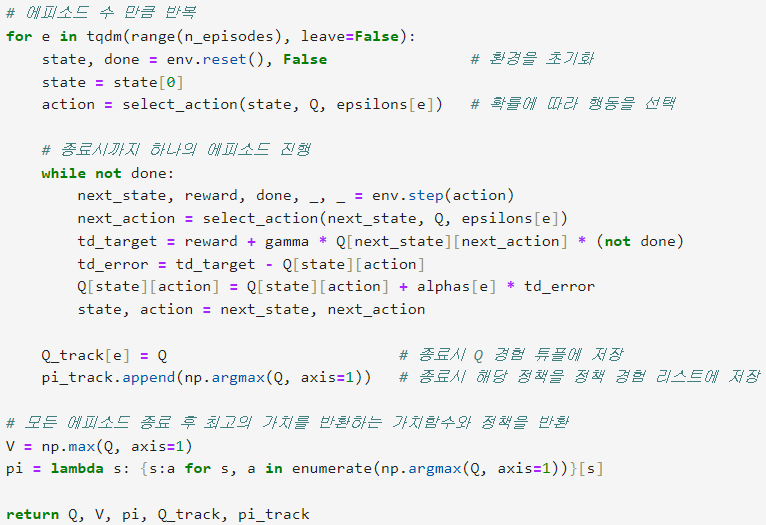 # 에피소드 수 만큼 반복
for e in tqdm(range(n_episodes), leave=False):
    state, done = env.reset(), False                # 환경을 초기화
    state = state[0]
    action = select_action(state, Q, epsilons[e])   # 확률에 따라 행동을 선택

    # 종료시까지 하나의 에피소드 진행
    while not done:
        next_state, reward, done, _, _ = env.step(action)
        next_action = select_action(next_state, Q, epsilons[e])
        td_target = reward + gamma * Q[next_state][next_action] * (not done)
        td_error = td_target - Q[state][action]
        Q[state][action] = Q[state][action] + alphas[e] * td_error
        state, action = next_state, next_action

    Q_track[e] = Q                          # 종료시 Q 경험 튜플에 저장
    pi_track.append(np.argmax(Q, axis=1))   # 종료시 해당 정책을 정책 경험 리스트에 저장

# 모든 에피소드 종료 후 최고의 가치를 반환하는 가치함수와 정책을 반환
V = np.max(Q, axis=1)
pi = lambda s: {s:a for s, a in enumerate(np.argmax(Q, axis=1))}[s]

return Q, V, pi, Q_track, pi_track